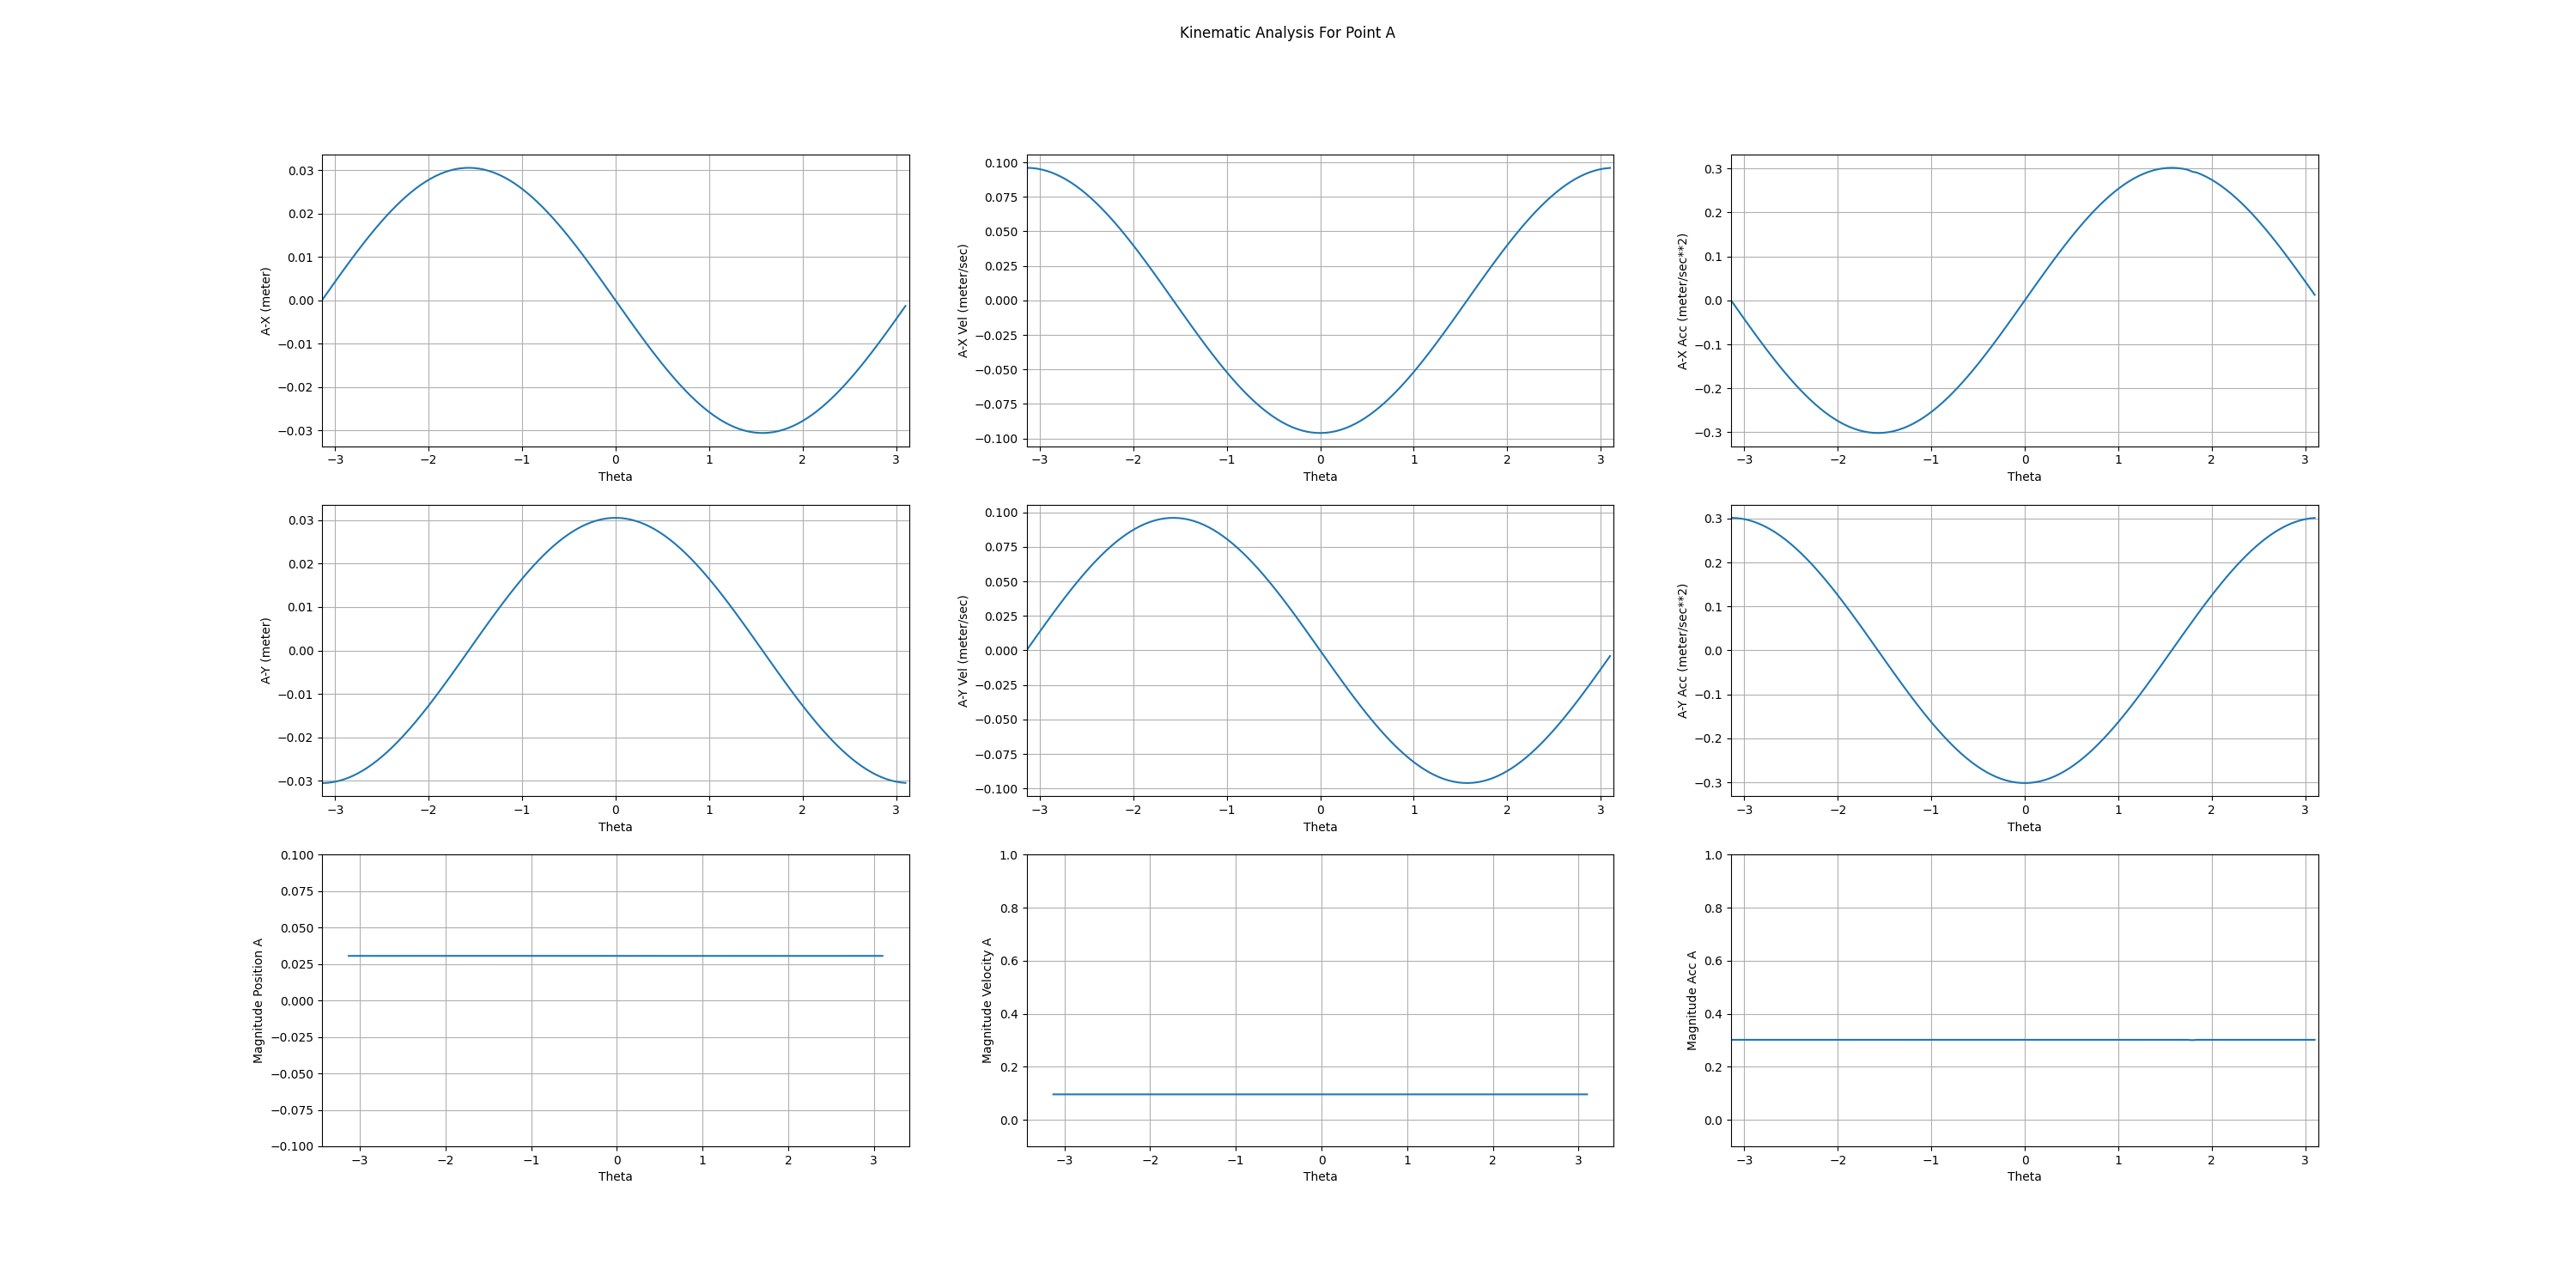 Kinematic Analysis For Point A
A-X (meter)
0.03
0.02
0.01
0.00
−0.01
−0.02
−0.03
−3 −2 −1 0 1 2 3
Theta
A-X Vel (meter/sec)
0.100
0.075
0.050
0.025
0.000
−0.025
−0.050
−0.075
−0.100
−3 −2 −1 0 1 2 3
Theta
A-X Acc (meter/sec**2)
0.3
0.2
0.1
0.0
−0.1
−0.2
−0.3
−3 −2 −1 0 1 2 3
Theta
A-Y (meter)
0.03
0.02
0.01
0.00
−0.01
−0.02
−0.03
−3 −2 −1 0 1 2 3
Theta
A-Y Vel (meter/sec)
0.100
0.075
0.050
0.025
0.000
−0.025
−0.050
−0.075
−0.100
−3 −2 −1 0 1 2 3
Theta
A-Y Acc (meter/sec**2)
0.3
0.2
0.1
0.0
−0.1
−0.2
−0.3
−3 −2 −1 0 1 2 3
Theta
Magnitude Position A
0.100
0.075
0.050
0.025
0.000
−0.025
−0.050
−0.075
−0.100
−3 −2 −1 0 1 2 3
Theta
Magnitude Velocity A
1.0
0.8
0.6
0.4
0.2
0.0
−3 −2 −1 0 1 2 3
Theta
Magnitude Acc A
1.0
0.8
0.6
0.4
0.2
0.0
−3 −2 −1 0 1 2 3
Theta